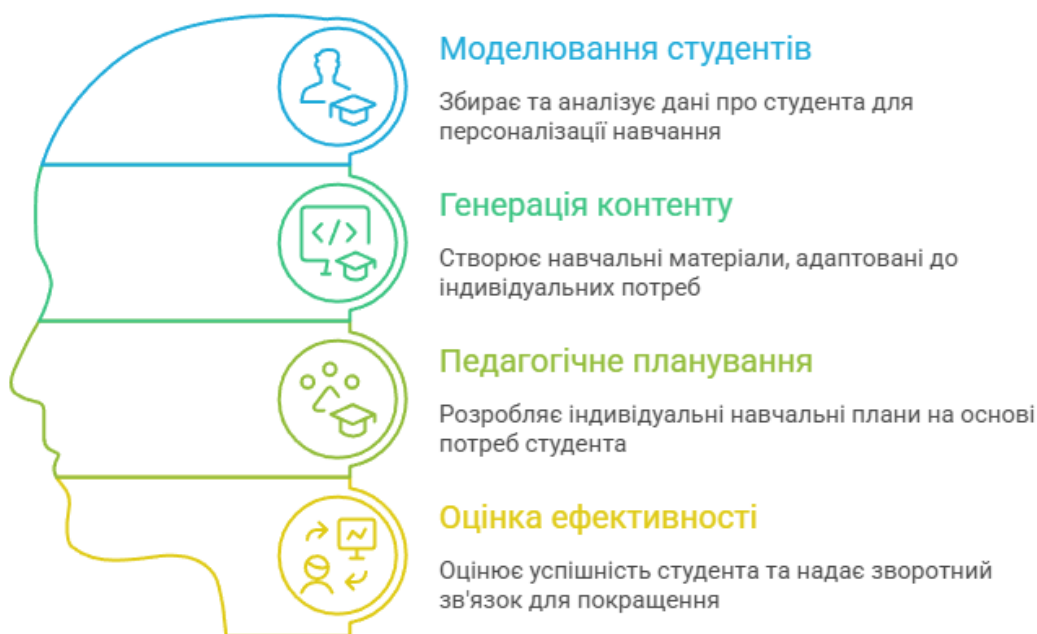 Моделювання студентів
Збирає та аналізує дані про студента для
персоналізації навчання
Генерація контенту
</>
Створює навчальні матеріали, адаптовані до
індивідуальних потреб
Педагогічне планування
Розробляє індивідуальні навчальні плани на основі
потреб студента
Оцінка ефективності
Оцінює успішність студента та надає зворотний
зв'язок для покращення